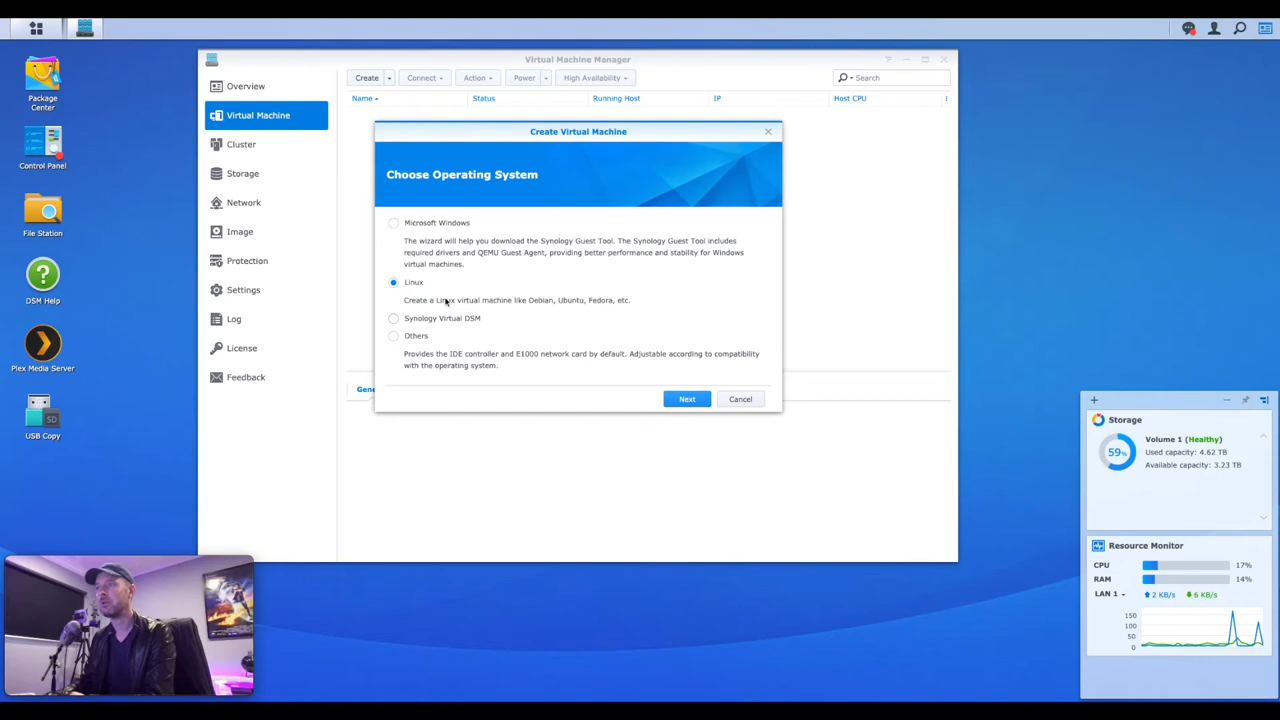 Virtual Machine Manager
Package
Center
Control Panel
File Station
DSM Help
Plex Media Server
USB Copy
SD
Overview
Virtual Machine
Cluster
Storage
Network
Image
Protection
Settings
Log
License
Feedback
Create Connect Action Power High Availability Search
Name Status Running Host IP Host CPU
Create Virtual Machine
Choose Operating System
Microsoft Windows
The wizard will help you download the Synology Guest Tool. The Synology Guest Tool includes
required drivers and QEMU Guest Agent, providing better performance and stability for Windows
virtual machines.
Linux
Create a Linux virtual machine like Debian, Ubuntu, Fedora, etc.
Synology Virtual DSM
Others
Provides the IDE controller and E1000 network card by default. Adjustable according to compatibility
with the operating system.
Gene
Next Cancel
Storage
59%
Volume 1 (Healthy)
Used capacity: 4.62 TB
Available capacity: 3.23 TB
Resource Monitor
CPU 17%
RAM 14%
LAN 1 2 KB/s 6 KB/s
150
100
50
0